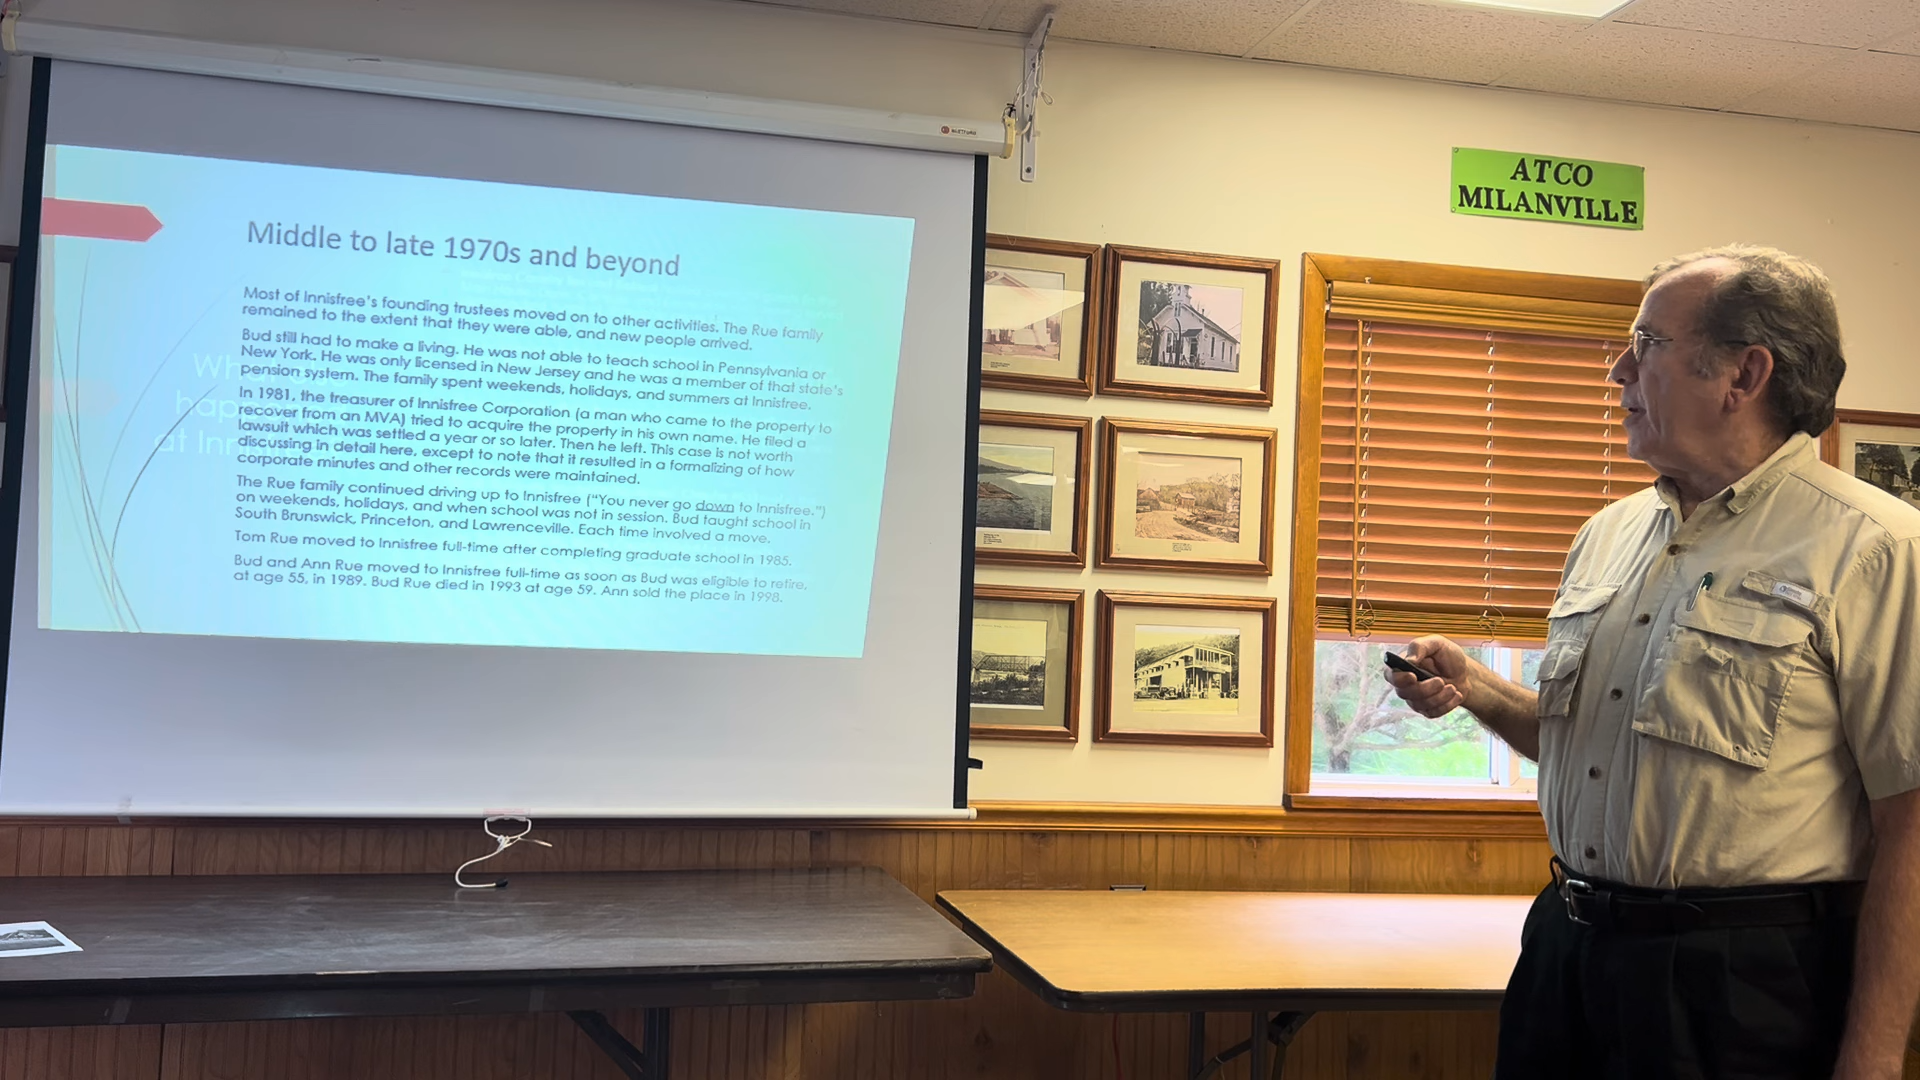 ATCO
MILANVILLE
Middle to late 1970s and beyond
Most of Innisfree's founding trustees moved on to other activities. The Rue family
remained to the extent that they were able, and new people arrived.
Bud still had to make a living. He was not able to teach school in Pennsylvania or
New York. He was only licensed in New Jersey and he was a member of that state's
pension system. The family spent weekends, holidays, and summers at Innisfree.
In 1981, the treasurer of Innisfree Corporation (a man who came to the property to
recover from an MVA) tried to acquire the property in his own name. He filed a
lawsuit which was settled a year or so later. Then he left. This case is not worth
discussing in detail here, except to note that it resulted in a formalizing of how
corporate minutes and other records were maintained.
The Rue family continued driving up to Innisfree ("You never go down to Innisfree.")
on weekends, holidays, and when school was not in session. Bud taught school in
South Brunswick, Princeton, and Lawrenceville. Each time involved a move.
Tom Rue moved to Innisfree full-time after completing graduate school in 1985.
Bud and Ann Rue moved to Innisfree full-time as soon as Bud was eligible to retire,
at age 55, in 1989. Bud Rue died in 1993 at age 59. Ann sold the place in 1998.